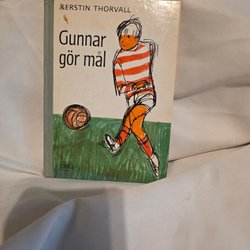 KERSTIN THORVALL
Gunnar
gör mål